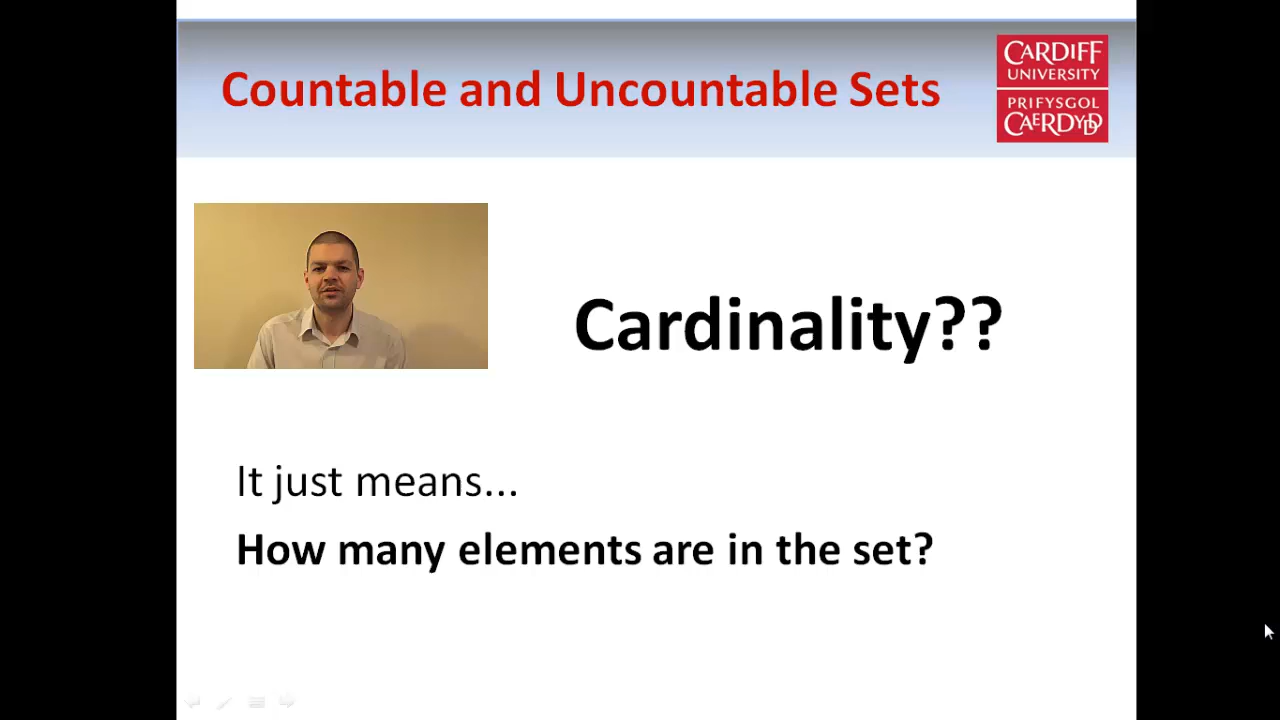 Countable and Uncountable Sets
CARDIFF
UNIVERSITY
PRIFYSGOL
CAERDYDD
Cardinality??
It just means...
How many elements are in the set?